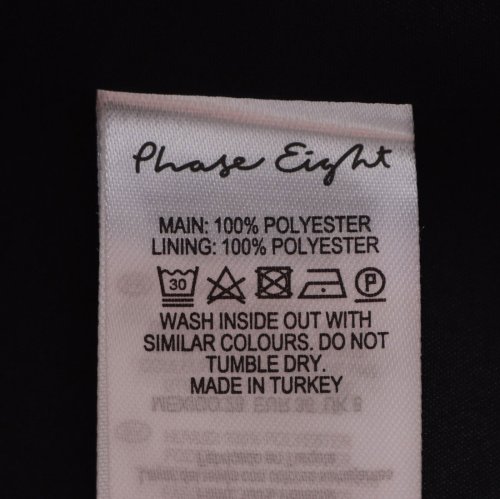 Phase Eight
MAIN: 100% POLYESTER
LINING: 100% POLYESTER
30 P
WASH INSIDE OUT WITH
SIMILAR COLOURS. DO NOT
TUMBLE DRY.
MADE IN TURKEY